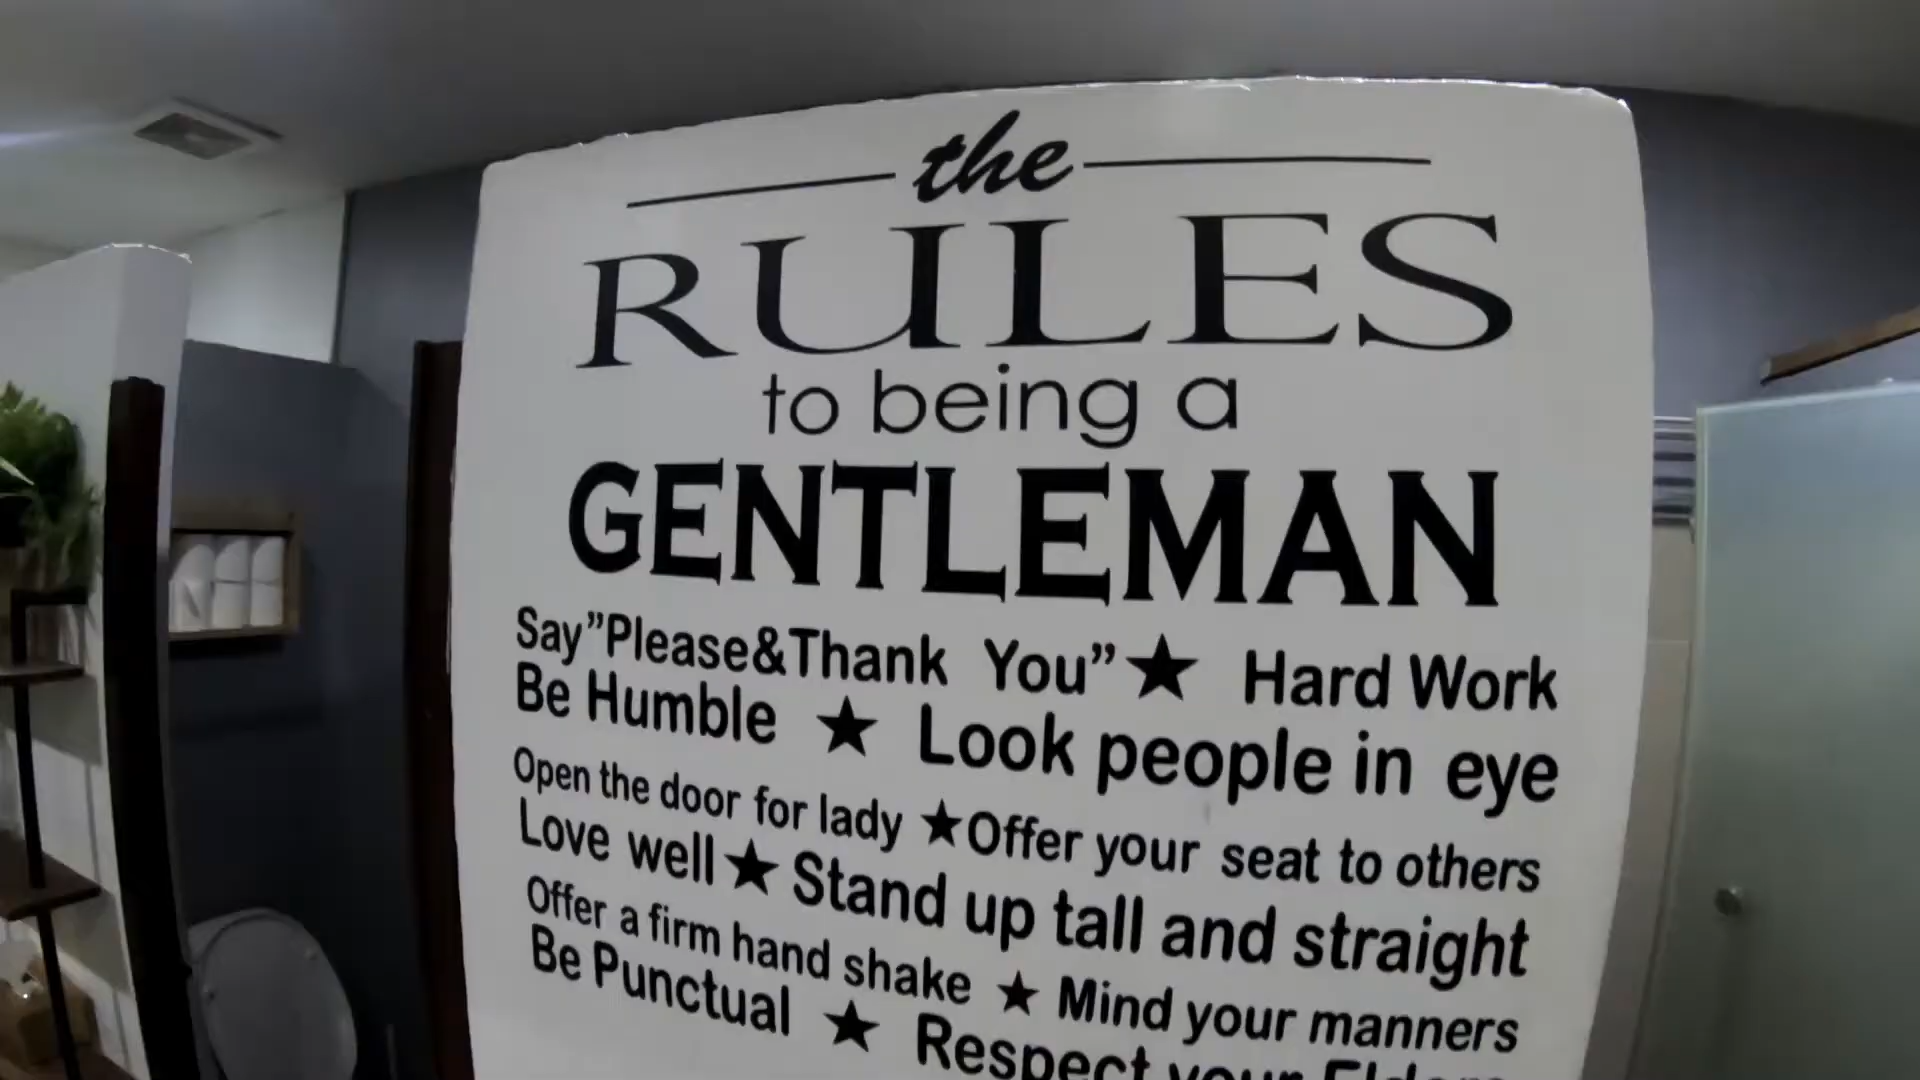 the
RULES
to being a
GENTLEMAN
Say"Please&Thank You"★ Hard Work
Be Humble ★ Look people in eye
Open the door for lady ★Offer your seat to others
Love well★Stand up tall and straight
Offer a firm hand shake ★ Mind your manners
Be Punctual ★ Respect your Elders